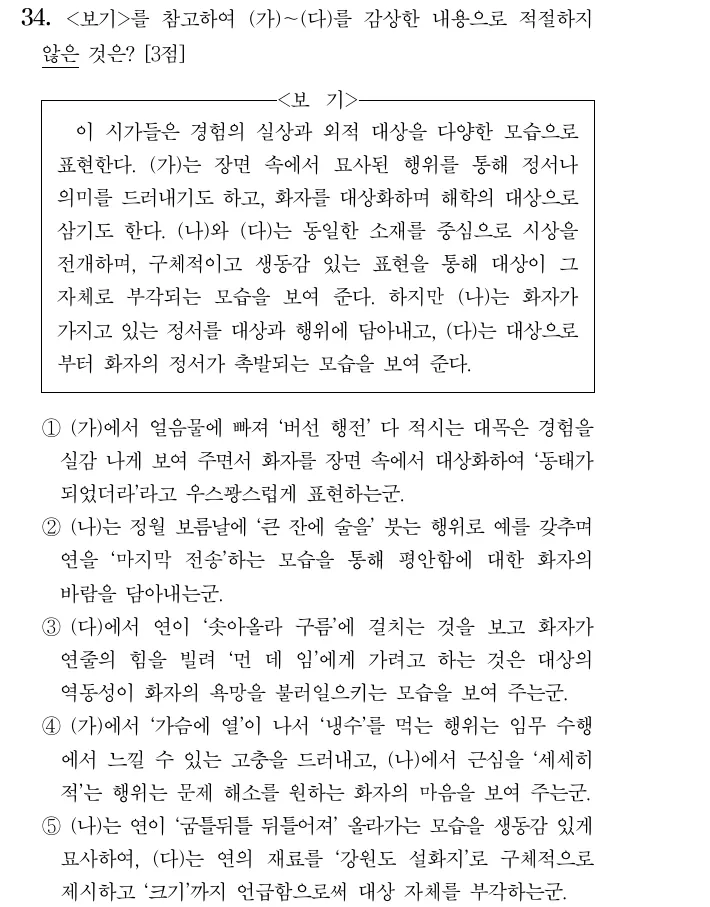 34. <보기>를 참고하여 (가)~(다)를 감상한 내용으로 적절하지
않은 것은? [3점]
<보 기>
이 시가들은 경험의 실상과 외적 대상을 다양한 모습으로
표현한다. (가)는 장면 속에서 묘사된 행위를 통해 정서나
의미를 드러내기도 하고, 화자를 대상화하며 해학의 대상으로
삼기도 한다. (나)와 (다)는 동일한 소재를 중심으로 시상을
전개하며, 구체적이고 생동감 있는 표현을 통해 대상이 그
자체로 부각되는 모습을 보여 준다. 하지만 (나)는 화자가
가지고 있는 정서를 대상과 행위에 담아내고, (다)는 대상으로
부터 화자의 정서가 촉발되는 모습을 보여 준다.
① (가)에서 얼음물에 빠져 ‘버선 행전’ 다 적시는 대목은 경험을
실감 나게 보여 주면서 화자를 장면 속에서 대상화하여 ‘동태가
되었더라’라고 우스꽝스럽게 표현하는군.
② (나)는 정월 보름날에 ‘큰 잔에 술을’ 붓는 행위로 예를 갖추며
연을 ‘마지막 전송’하는 모습을 통해 평안함에 대한 화자의
바람을 담아내는군.
③ (다)에서 연이 ‘솟아올라 구름’에 걸치는 것을 보고 화자가
연줄의 힘을 빌려 ‘먼 데 임’에게 가려고 하는 것은 대상의
역동성이 화자의 욕망을 불러일으키는 모습을 보여 주는군.
④ (가)에서 ‘가슴에 열’이 나서 ‘냉수’를 먹는 행위는 임무 수행
에서 느낄 수 있는 고충을 드러내고, (나)에서 근심을 ‘세세히
적’는 행위는 문제 해소를 원하는 화자의 마음을 보여 주는군.
⑤ (나)는 연이 ‘굼틀뒤틀 뒤틀어져’ 올라가는 모습을 생동감 있게
묘사하여, (다)는 연의 재료를 ‘강원도 설화지’로 구체적으로
제시하고 ‘크기’까지 언급함으로써 대상 자체를 부각하는군.